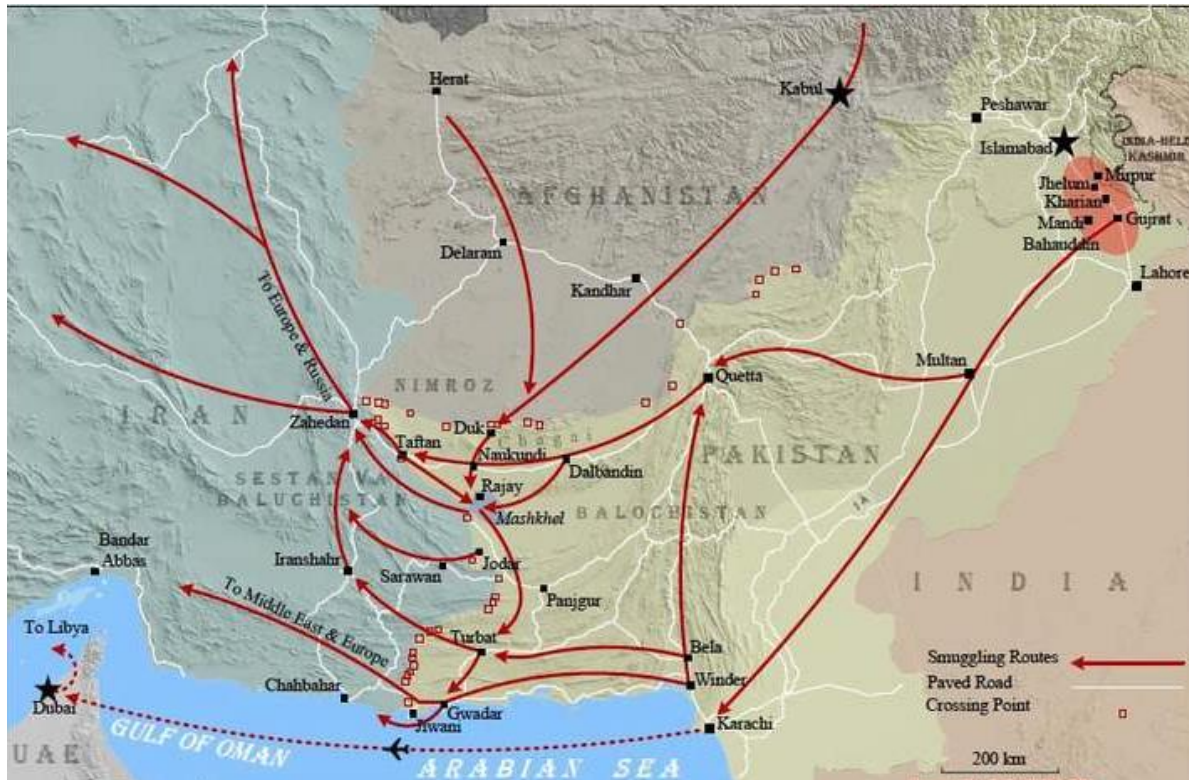 Herat
Kabul
Peshawar
Islamabad
INDIA-HELD
KASHMIR
Mirpur
Jhelum
Kharian
Mandi
Gujrat
Bahauddin
Lahore
AFGHANISTAN
Delaram
Kandhar
To Europe & Russia
Multan
Quetta
NIMROZ
IRAN
Zahedan
Duk
Chagai
Taftan
Naukundi
Dalbandin
PAKISTAN
SESTAN VA
BALUCHISTAN
Rajay
Mashkhel
BALOCHISTAN
Bandar
Abbas
Iranshahr
Sarawan
Jodar
Panjgur
INDIA
To Middle East & Europe
To Libya
Turbat
Bela
Winder
Smuggling Routes
Paved Road
Crossing Point
Chahbahar
Dubai
Jiwani
Gwadar
Karachi
UAE
GULF OF OMAN
ARABIAN SEA
200 km